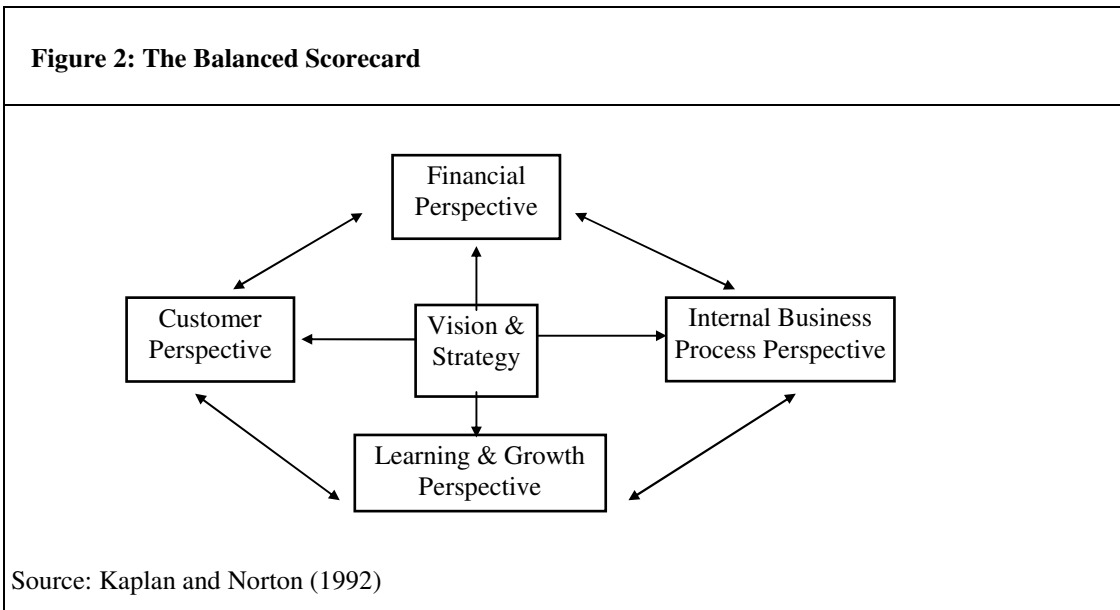 Figure 2: The Balanced Scorecard
Financial
Perspective
Customer
Perspective
Vision &
Strategy
Internal Business
Process Perspective
Learning & Growth
Perspective
Source: Kaplan and Norton (1992)